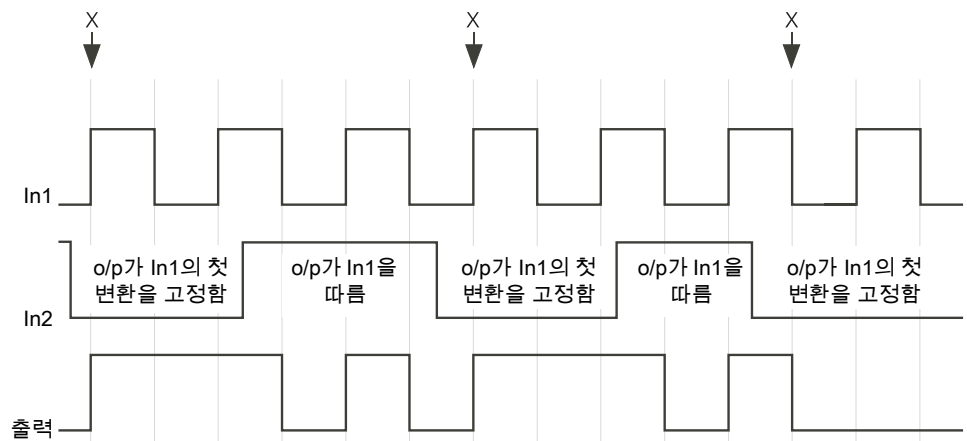 X X X
In1
o/p가 In1의 첫
변환을 고정함
o/p가 In1을
따름
o/p가 In1의 첫
변환을 고정함
o/p가 In1을
따름
o/p가 In1의 첫
변환을 고정함
In2
출력